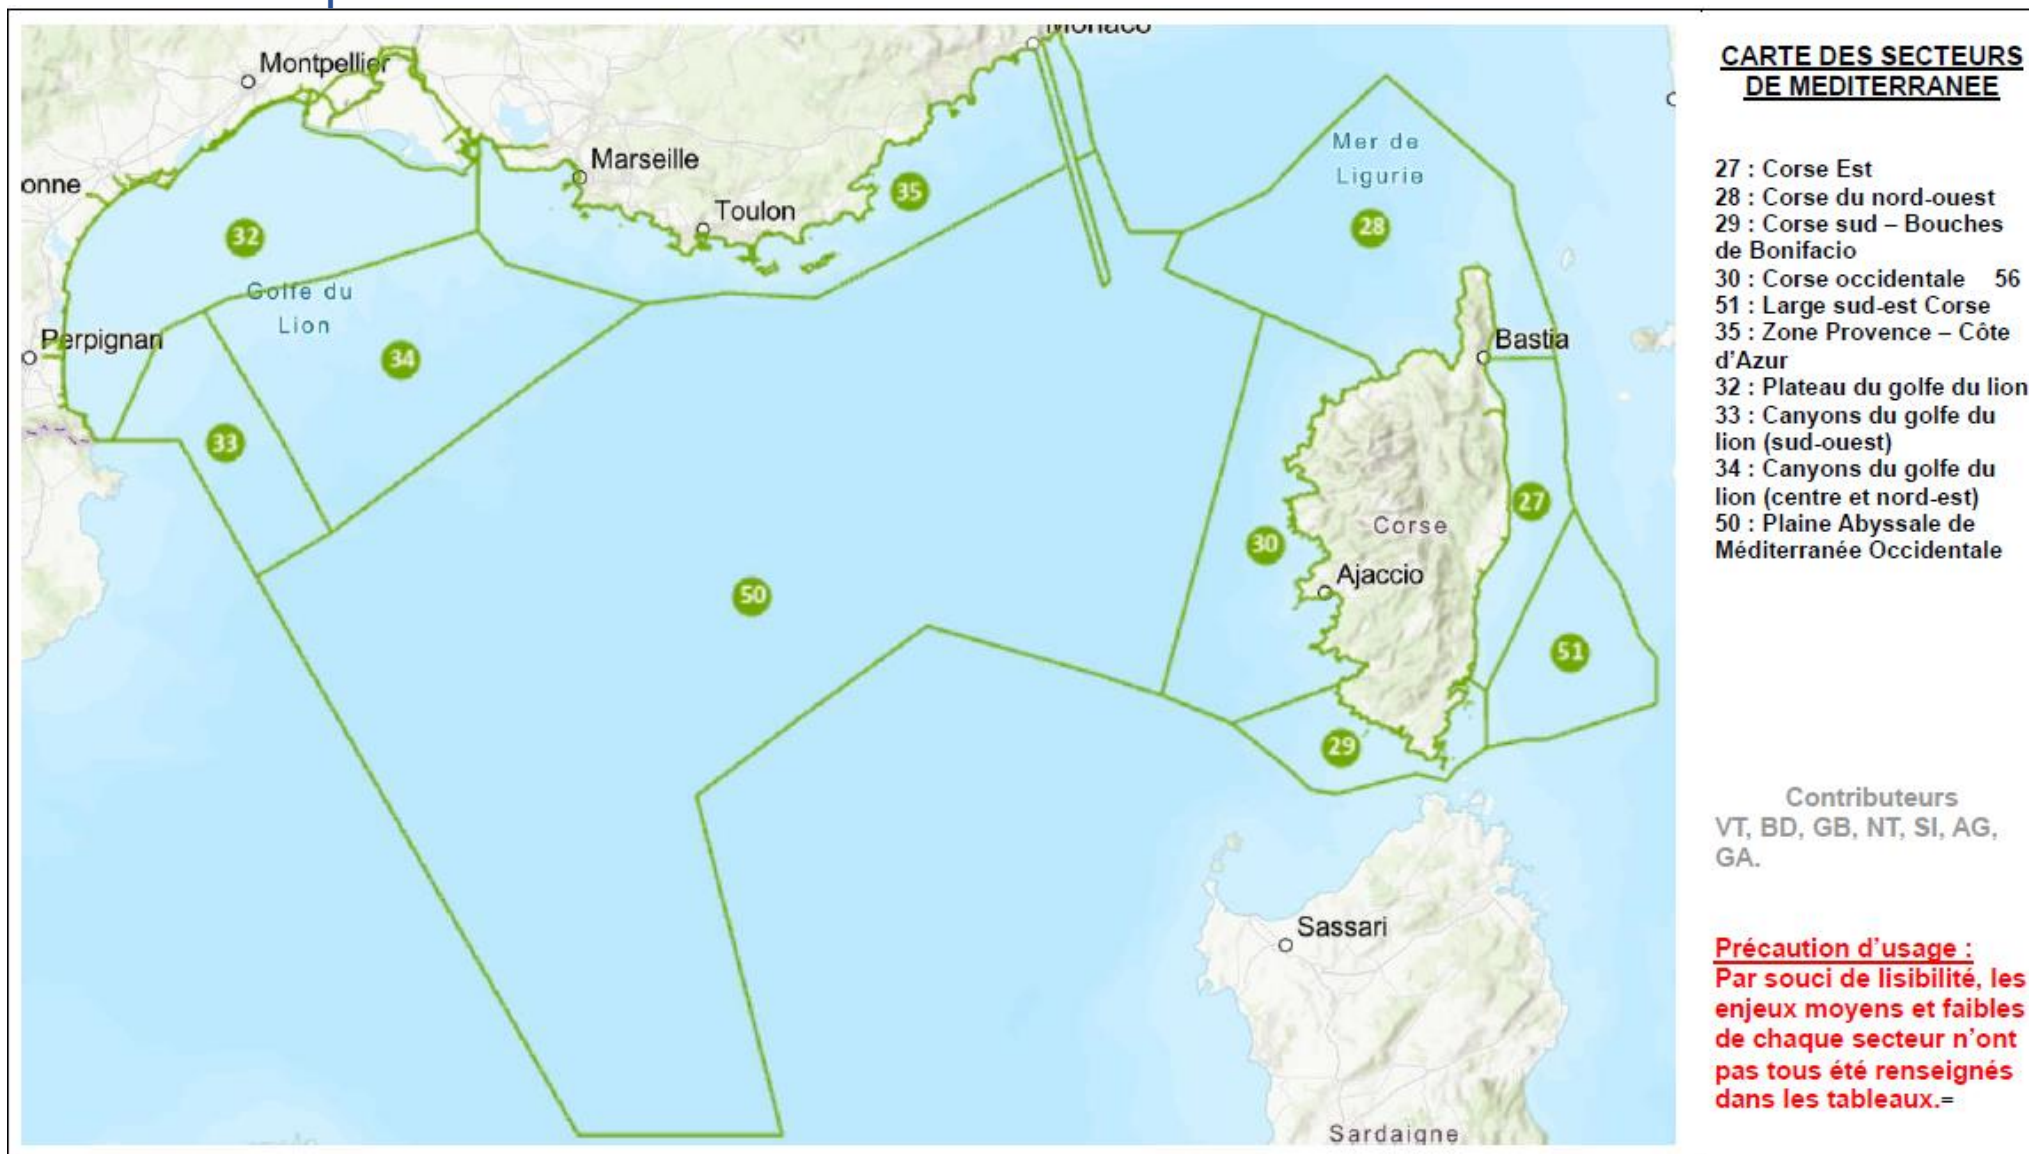 Monaco
Montpellier
Mer de
Ligurie
Marseille
onne
35
Toulon
28
32
Golfe du
Lion
Perpignan
Bastia
34
33
27
Corse
30
Ajaccio
50
51
29
Sassari
Sardaigne
CARTE DES SECTEURS
DE MEDITERRANEE
27 : Corse Est
28 : Corse du nord-ouest
29 : Corse sud – Bouches
de Bonifacio
30 : Corse occidentale 56
51 : Large sud-est Corse
35 : Zone Provence – Côte
d'Azur
32 : Plateau du golfe du lion
33 : Canyons du golfe du
lion (sud-ouest)
34 : Canyons du golfe du
lion (centre et nord-est)
50 : Plaine Abyssale de
Méditerranée Occidentale
Contributeurs
VT, BD, GB, NT, SI, AG,
GA.
Précaution d'usage :
Par souci de lisibilité, les
enjeux moyens et faibles
de chaque secteur n'ont
pas tous été renseignés
dans les tableaux.=